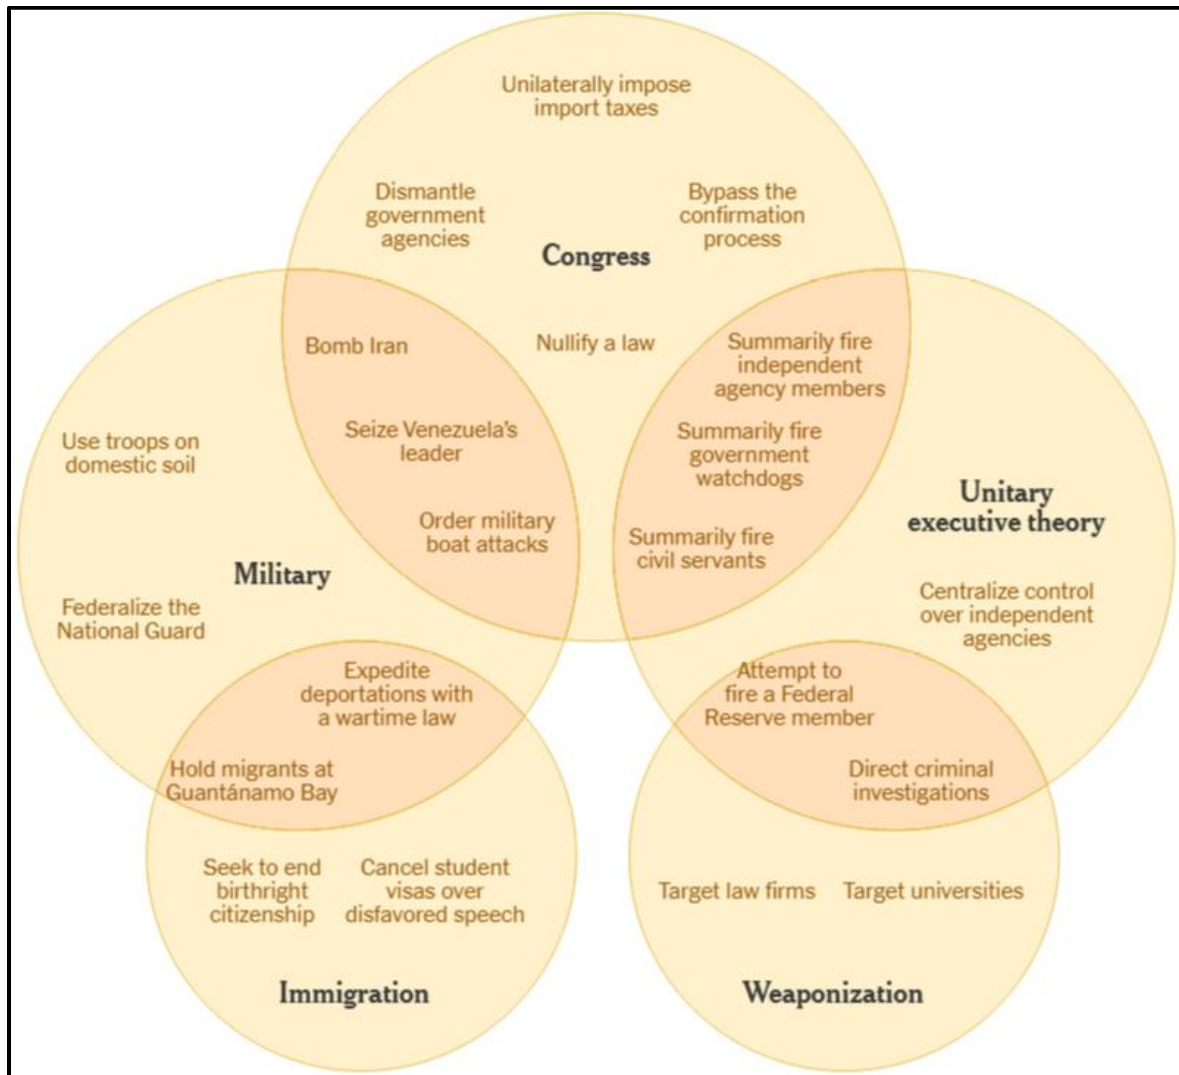 Unilaterally impose
import taxes
Dismantle
government
agencies
Bypass the
confirmation
process
Congress
Bomb Iran
Nullify a law
Summarily fire
independent
agency members
Seize Venezuela’s
leader
Summarily fire
government
watchdogs
Use troops on
domestic soil
Order military
boat attacks
Summarily fire
civil servants
Unitary
executive theory
Military
Federalize the
National Guard
Centralize control
over independent
agencies
Expedite
deportations with
a wartime law
Attempt to
fire a Federal
Reserve member
Hold migrants at
Guantánamo Bay
Direct criminal
investigations
Seek to end
birthright
citizenship
Cancel student
visas over
disfavored speech
Target law firms
Target universities
Immigration
Weaponization